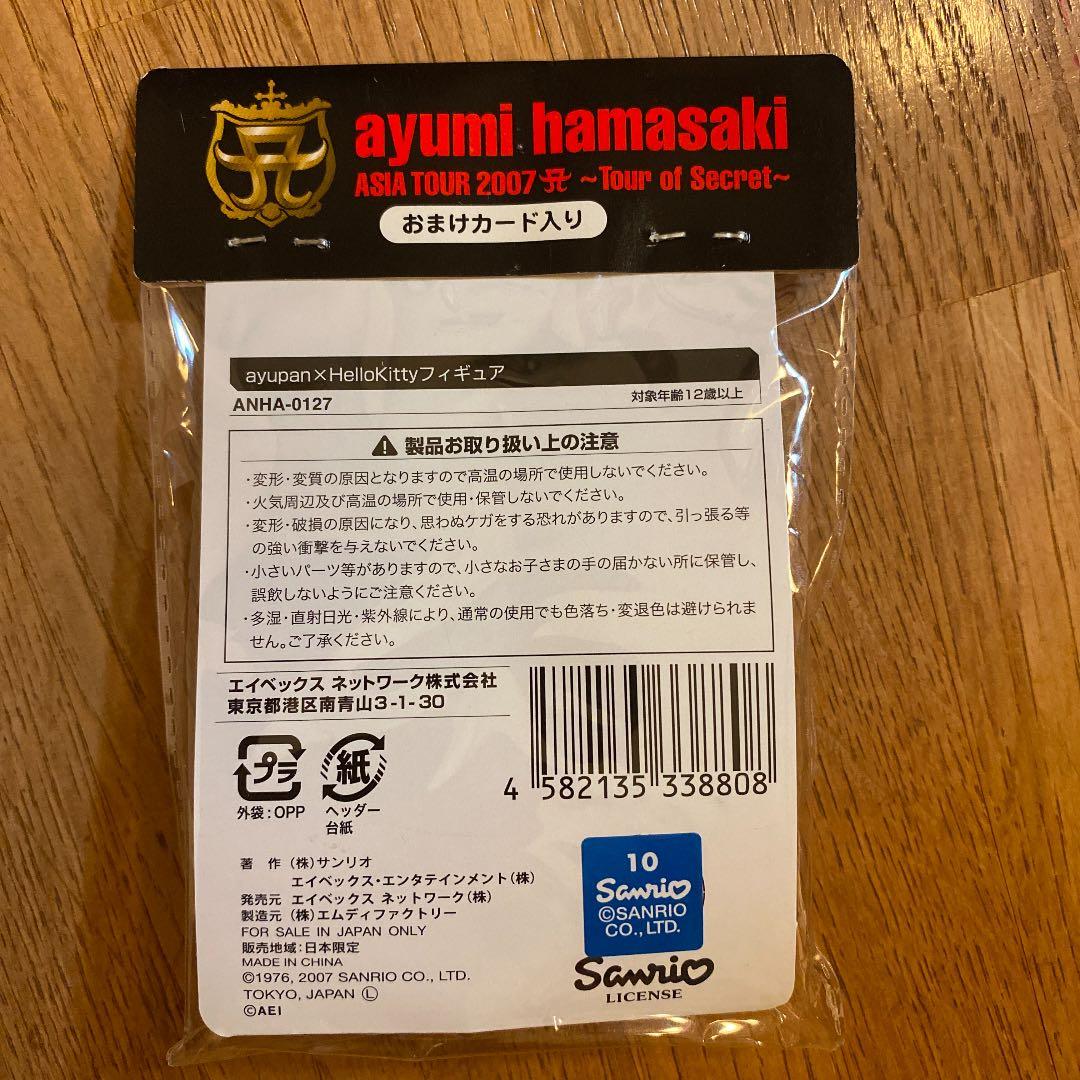 ayumi hamasaki
ASIA TOUR 2007 A ~Tour of Secret~
おまけカード入り
ayupan×HelloKittyフィギュア
ANHA-0127
対象年齢12歳以上
製品お取り扱い上の注意
・変形・変質の原因となりますので高温の場所で使用しないでください。
・火気周辺及び高温の場所で使用・保管しないでください。
・変形・破損の原因になり、思わぬケガをする恐れがありますので、引っ張る等
の強い衝撃を与えないでください。
・小さいパーツ等がありますので、小さなお子さまの手の届かない所に保管し、
誤飲しないようにご注意ください。
・多湿・直射日光・紫外線により、通常の使用でも色落ち・変退色は避けられま
せん。ご了承ください。
エイベックス ネットワーク株式会社
東京都港区南青山3-1-30
プラ
外袋:OPP
紙
ヘッダー
台紙
4 582135 338808
著 作 (株)サンリオ
エイベックス・エンタテインメント(株)
発売元 エイベックス ネットワーク(株)
製造元 (株)エムディファクトリー
FOR SALE IN JAPAN ONLY
販売地域:日本限定
MADE IN CHINA
©1976, 2007 SANRIO CO., LTD.
TOKYO, JAPAN Ⓛ
©AEI
10
Sanrio
©SANRIO
CO., LTD.
Sanrio
LICENSE